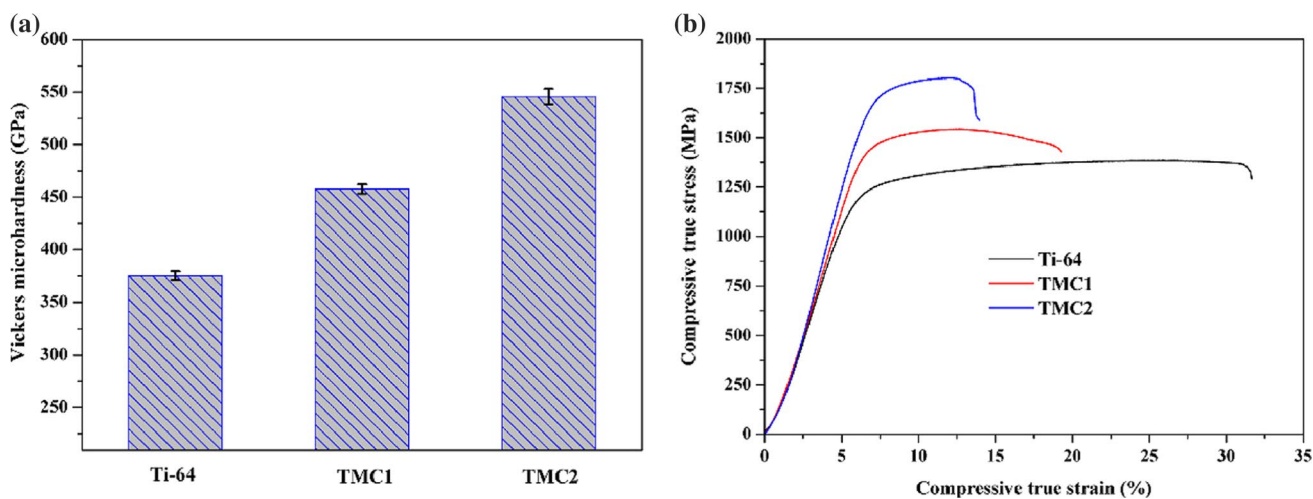 (a)
600
550
500
450
400
350
300
250
Vickers microhardness (GPa)
Ti-64
TMC1
TMC2
(b)
2000
1750
1500
1250
1000
750
500
250
0
Compressive true stress (MPa)
Ti-64
TMC1
TMC2
0 5 10 15 20 25 30 35
Compressive true strain (%)